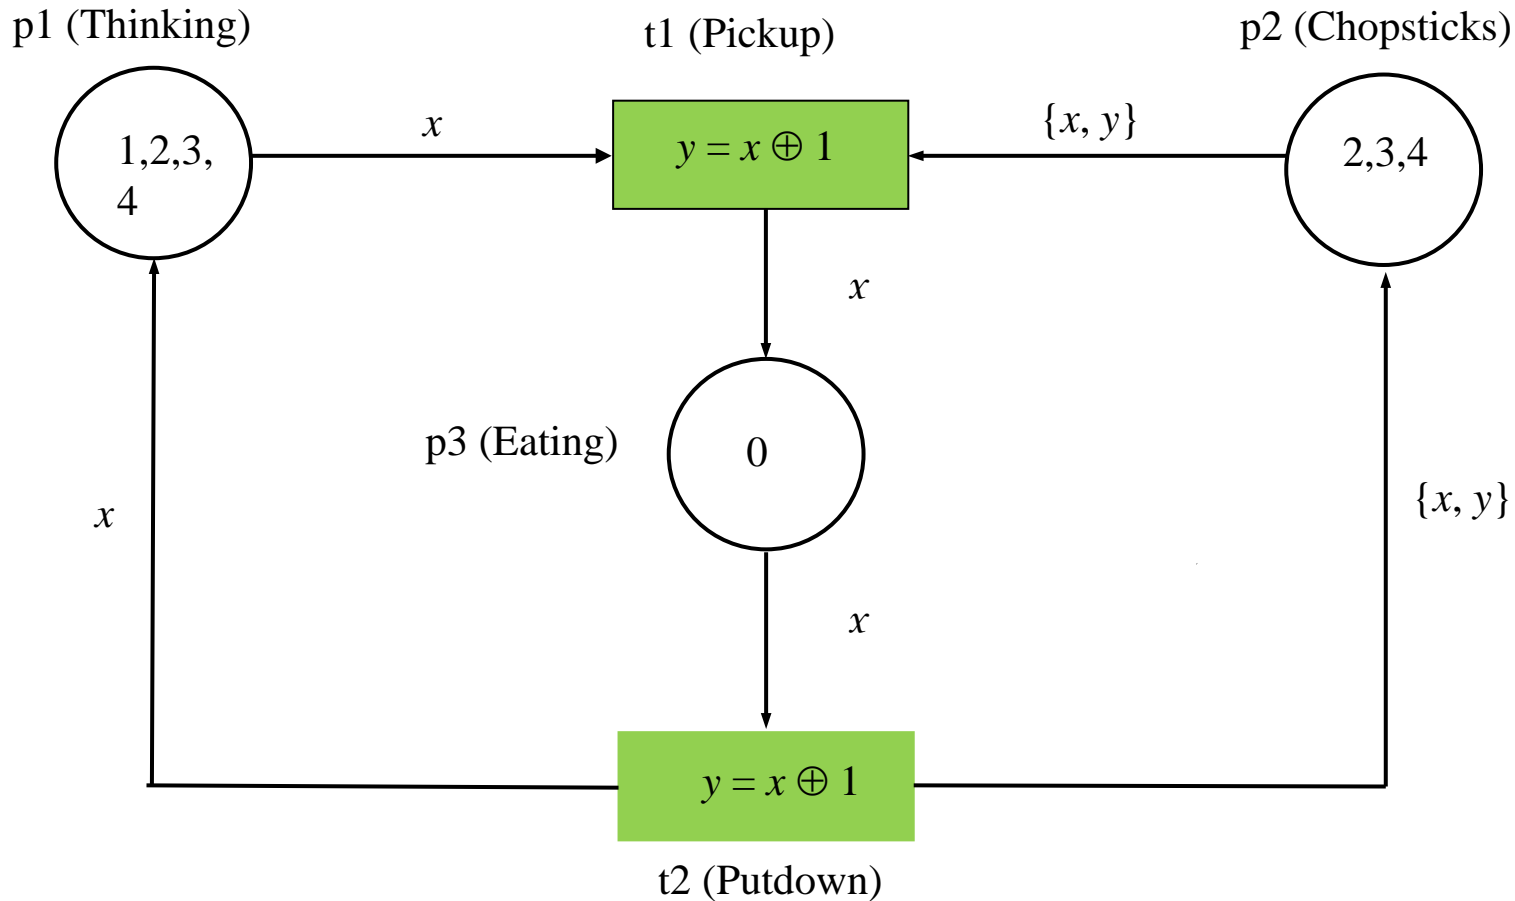 p1 (Thinking)
t1 (Pickup)
p2 (Chopsticks)
x
{x, y}
1,2,3,
4
y = x ⊕ 1
2,3,4
x
p3 (Eating)
0
x
{x, y}
x
y = x ⊕ 1
t2 (Putdown)